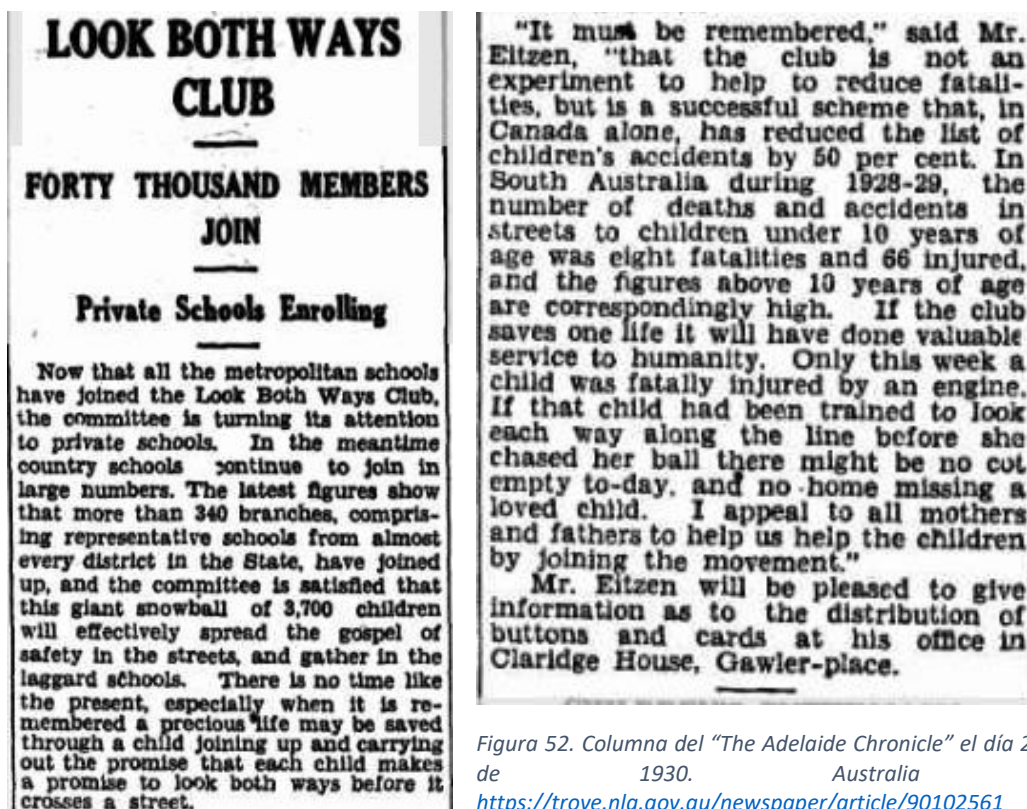 LOOK BOTH WAYS
CLUB
FORTY THOUSAND MEMBERS
JOIN
Private Schools Enrolling
Now that all the metropolitan schools
have joined the Look Both Ways Club,
the committee is turning its attention
to private schools. In the meantime
country schools continue to join in
large numbers. The latest figures show
that more than 340 branches, compris-
ing representative schools from almost
every district in the State, have joined
up, and the committee is satisfied that
this giant snowball of 3,700 children
will effectively spread the gospel of
safety in the streets, and gather in the
laggard schools. There is no time like
the present, especially when it is re-
membered a precious life may be saved
through a child joining up and carrying
out the promise that each child makes
a promise to look both ways before it
crosses a street.
"It must be remembered," said Mr.
Eitzen, "that the club is not an
experiment to help to reduce fatali-
ties, but is a successful scheme that, in
Canada alone, has reduced the list of
children's accidents by 50 per cent. In
South Australia during 1928-29, the
number of deaths and accidents in
streets to children under 10 years of
age was eight fatalities and 66 injured,
and the figures above 10 years of age
are correspondingly high. If the club
saves one life it will have done valuable
service to humanity. Only this week a
child was fatally injured by an engine.
If that child had been trained to look
each way along the line before she
chased her ball there might be no cot
empty to-day, and no home missing a
loved child. I appeal to all mothers
and fathers to help us help the children
by joining the movement."
Mr. Eitzen will be pleased to give
information as to the distribution of
buttons and cards at his office in
Claridge House, Gawler-place.
Figura 52. Columna del "The Adelaide Chronicle" el día 2
de 1930. Australia
https://trove.nla.gov.au/newspaper/article/90102561